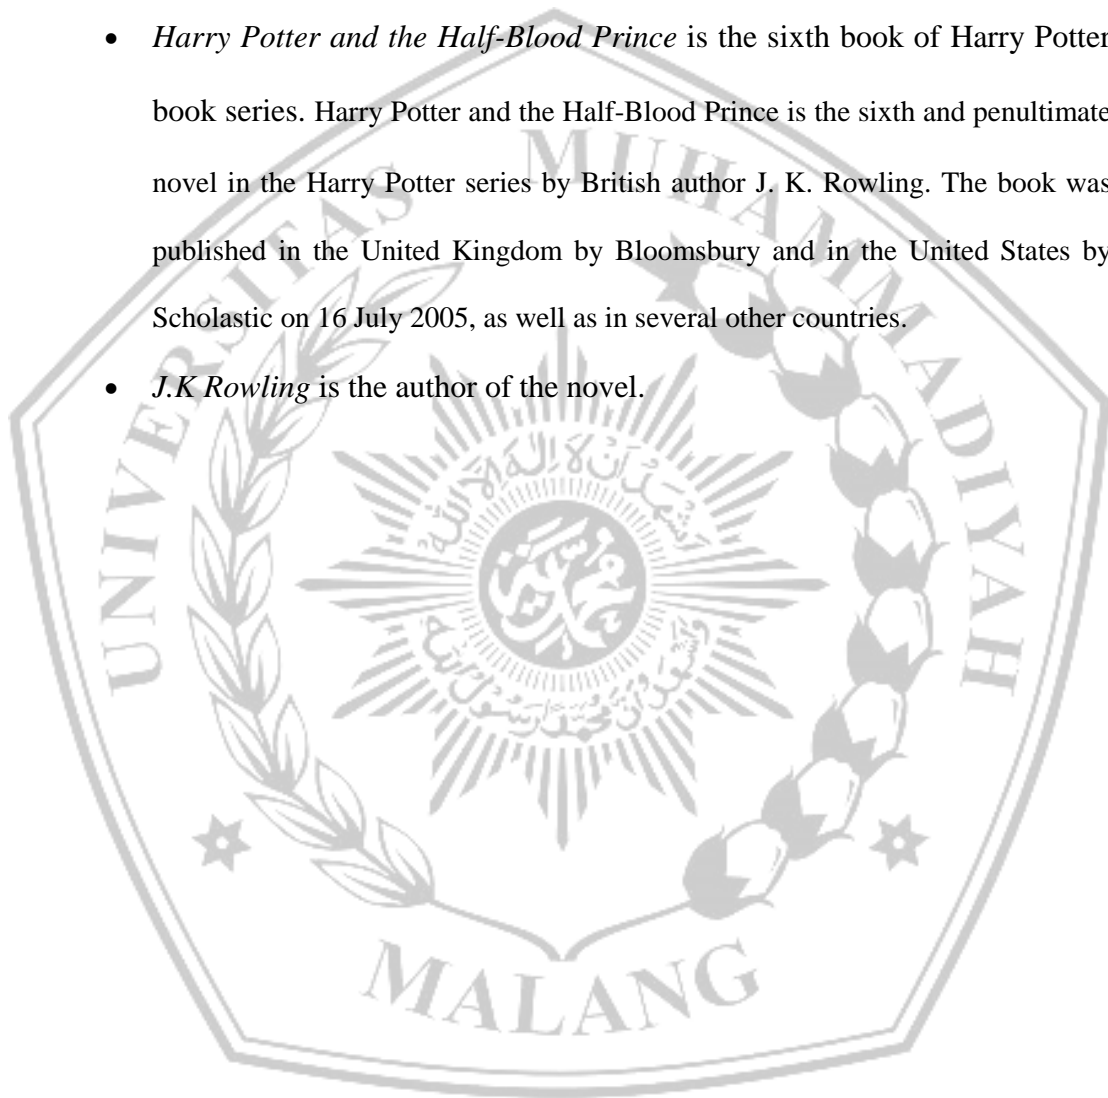 • Harry Potter and the Half-Blood Prince is the sixth book of Harry Potter
book series. Harry Potter and the Half-Blood Prince is the sixth and penultimate
novel in the Harry Potter series by British author J. K. Rowling. The book was
published in the United Kingdom by Bloomsbury and in the United States by
Scholastic on 16 July 2005, as well as in several other countries.
• J.K Rowling is the author of the novel.
UNIVERSITAS MUHAMMADIYAH
MALANG